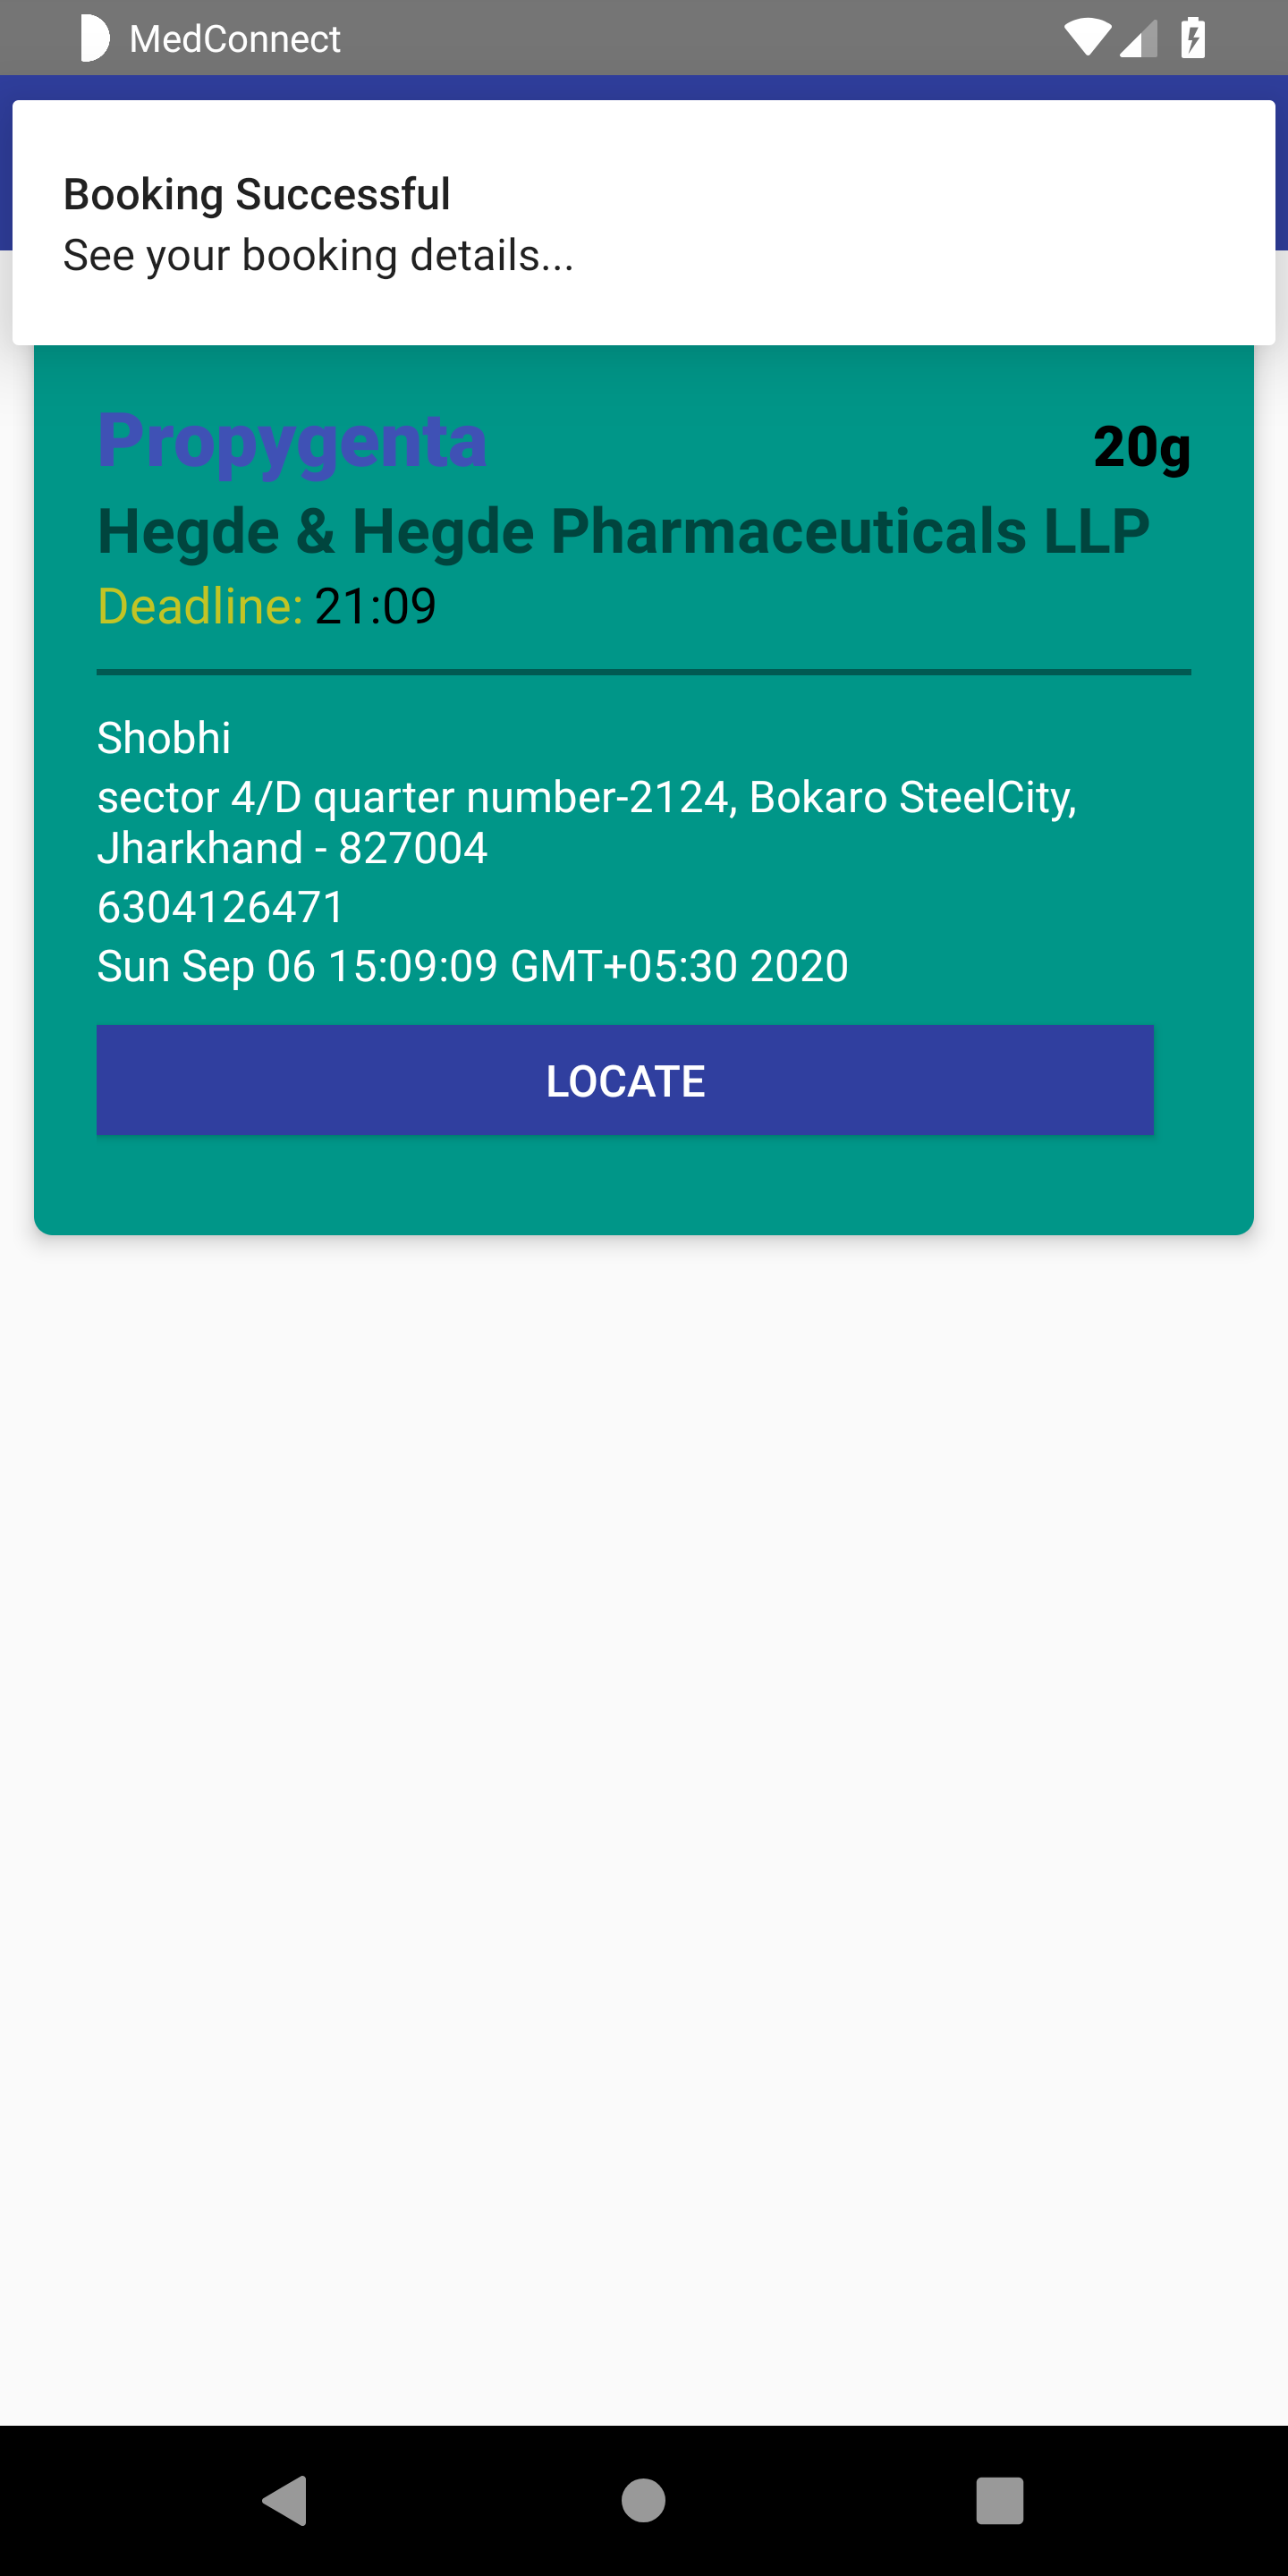 MedConnect
Booking Successful
See your booking details...
Propygenta
20g
Hegde & Hegde Pharmaceuticals LLP
Deadline: 21:09
Shobhi
sector 4/D quarter number-2124, Bokaro SteelCity,
Jharkhand - 827004
6304126471
Sun Sep 06 15:09:09 GMT+05:30 2020
LOCATE